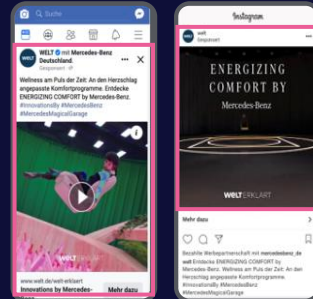 Suche
WELT mit Mercedes-Benz
Deutschland.
Gesponsert
Wellness am Puls der Zeit: An den Herzschlag
angepasste Komfortprogramme. Entdecke
ENERGIZING COMFORT by Mercedes-Benz.
#InnovationsBy #MercedesBenz
#MercedesMagicalGarage
WELT
www.welt.de/welt-erklaert
Innovations by Mercedes-
Mehr dazu
Instagram
welt
Gesponsert
ENERGIZING
COMFORT BY
Mercedes-Benz
WELT ERKLÄRT
Mehr dazu
Bezahlte Werbepartnerschaft mit mercedesbenz_de
welt Entdecke ENERGIZING COMFORT by
Mercedes-Benz. Wellness am Puls der Zeit: An den
Herzschlag angepasste Komfortprogramme.
#InnovationsBy #MercedesBenz
#MercedesMagicalGarage